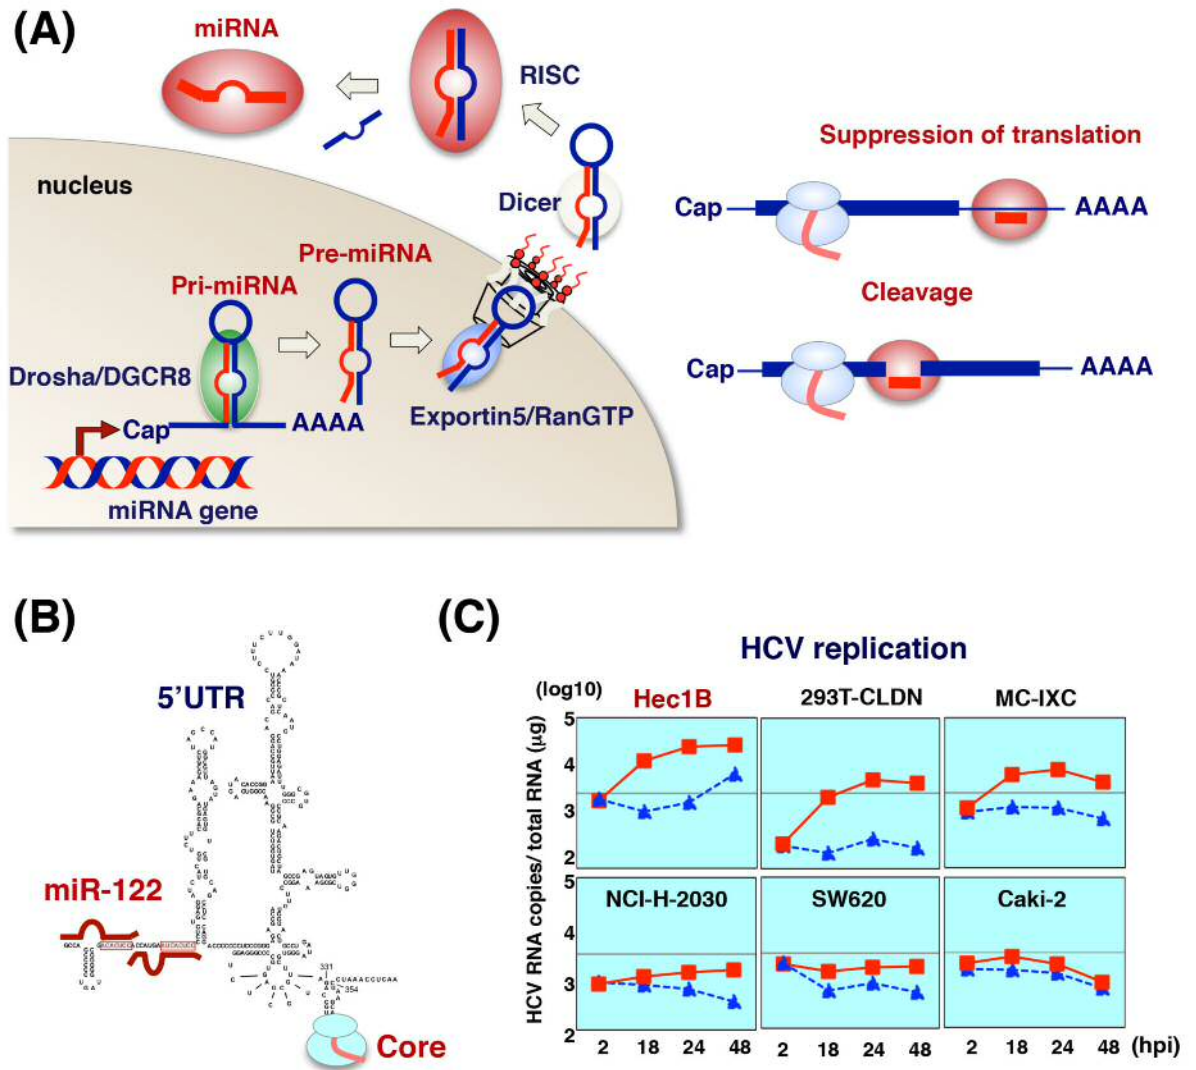 (A)
miRNA
RISC
nucleus
Dicer
Pre-miRNA
Pri-miRNA
Drosha/DGCR8
Exportin5/RanGTP
Cap
AAAA
miRNA gene
Suppression of translation
Cap
AAAA
Cleavage
Cap
AAAA
(B)
5’UTR
miR-122
331
354
CUAAACCUCAA
Core
(C)
HCV replication
(log10)
HCV RNA copies/ total RNA (μg)
Hec1B
293T-CLDN
MC-IXC
5
4
3
2
NCI-H-2030
SW620
Caki-2
5
4
3
2
2 18 24 48 2 18 24 48 2 18 24 48 (hpi)